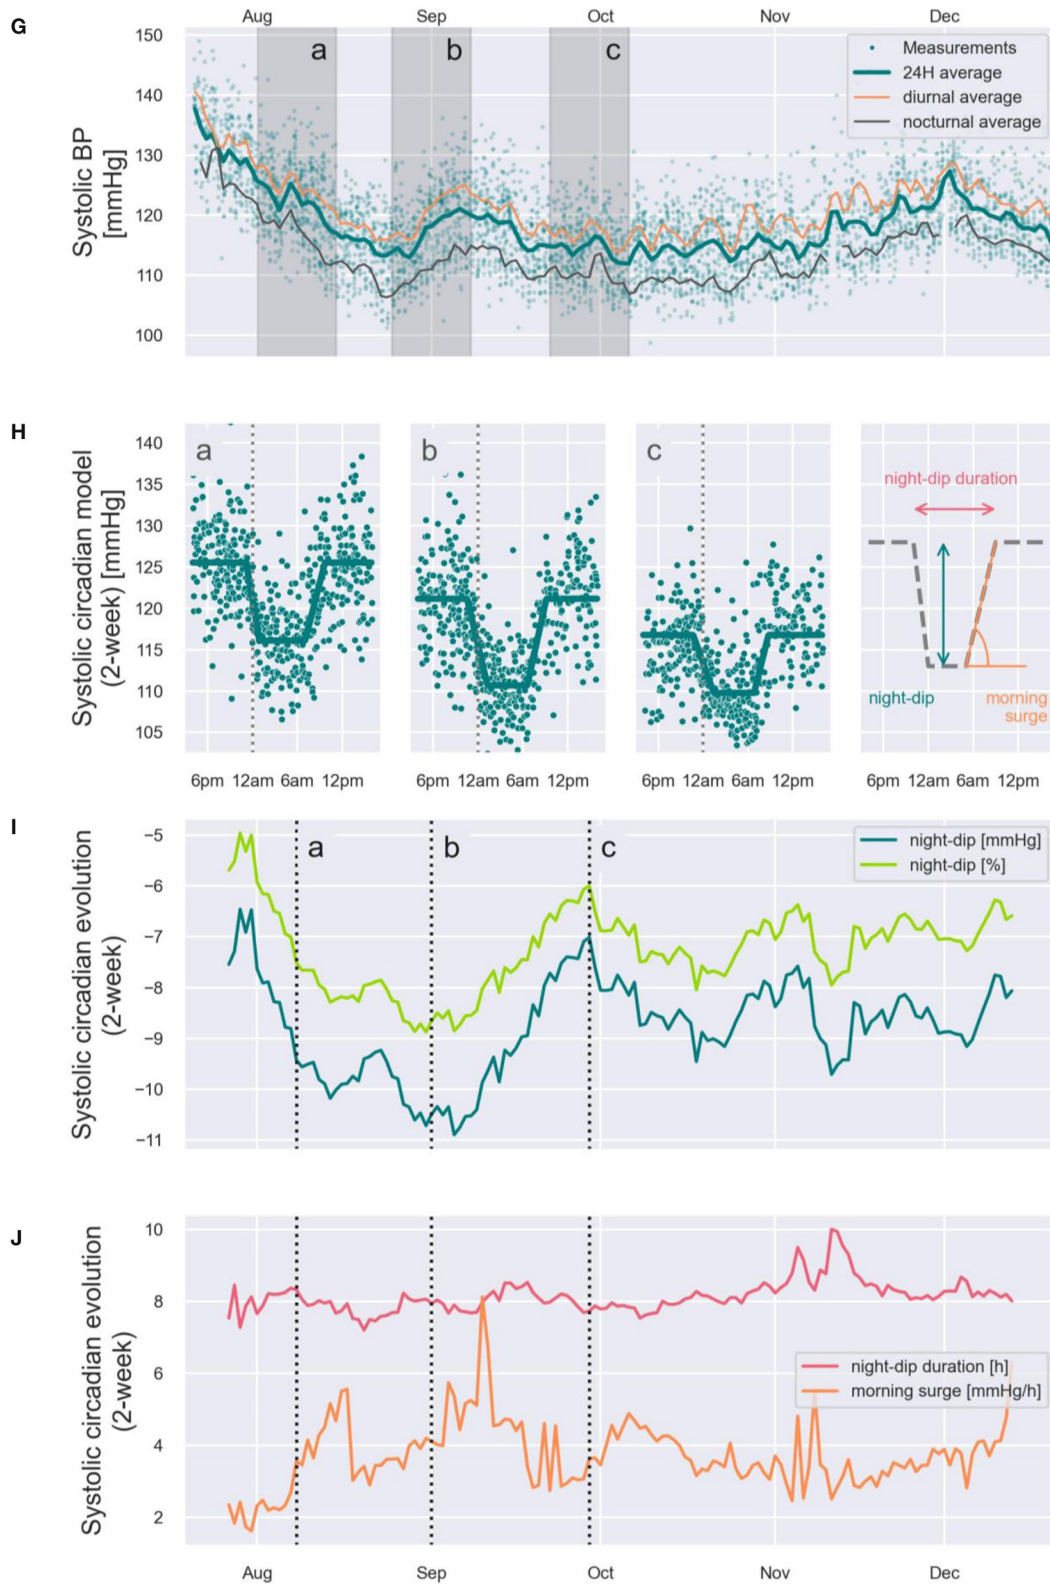 G
Aug Sep Oct Nov Dec
a b c
Measurements
24H average
diurnal average
nocturnal average
Systolic BP
[mmHg]
150
140
130
120
110
100
H
Systolic circadian model
(2-week) [mmHg]
140
135
130
125
120
115
110
105
a b c
night-dip duration
night-dip
morning
surge
6pm 12am 6am 12pm 6pm 12am 6am 12pm 6pm 12am 6am 12pm 6pm 12am 6am 12pm
I
Systolic circadian evolution
(2-week)
−5
−6
−7
−8
−9
−10
−11
a b c
night-dip [mmHg]
night-dip [%]
J
Systolic circadian evolution
(2-week)
10
8
6
4
2
night-dip duration [h]
morning surge [mmHg/h]
Aug Sep Oct Nov Dec